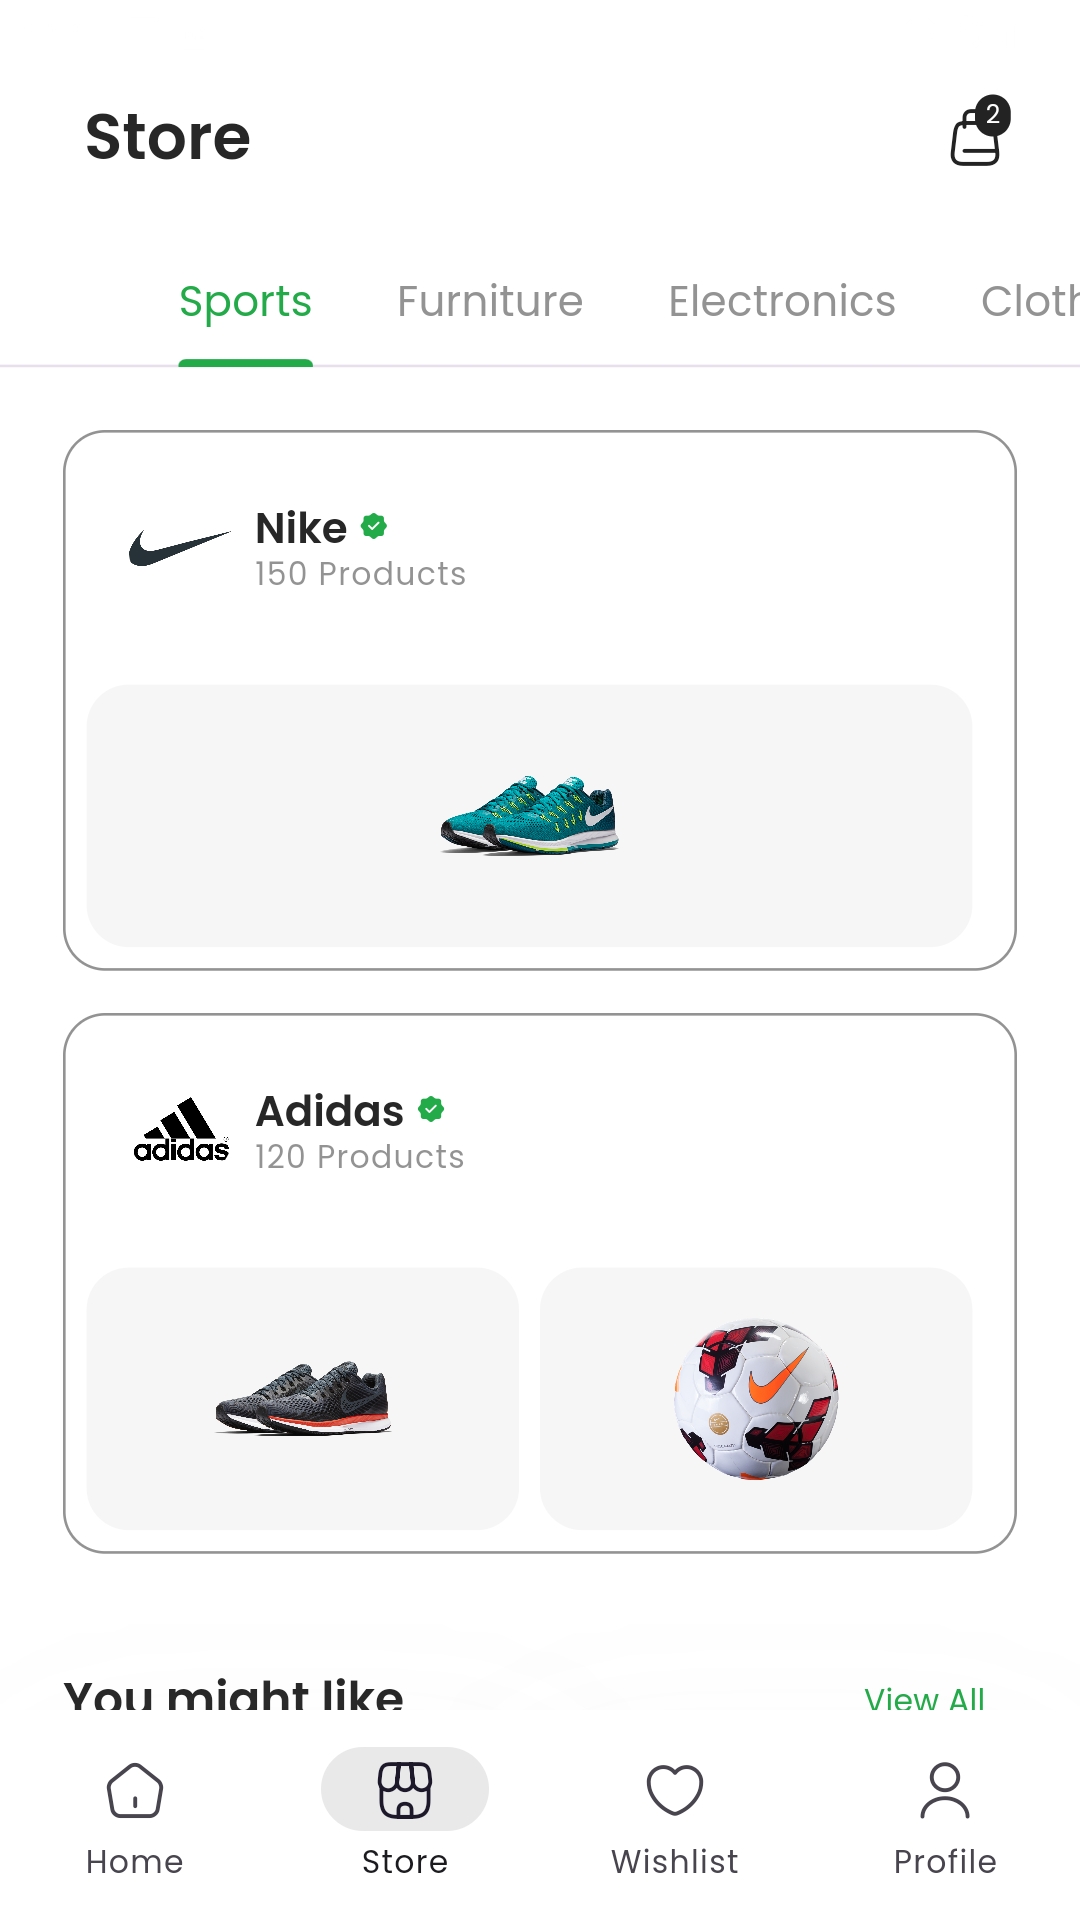 Store
2
Sports Furniture Electronics Cloth
Nike
150 Products
Adidas
adidas
120 Products
You might like
View All
Home Store Wishlist Profile